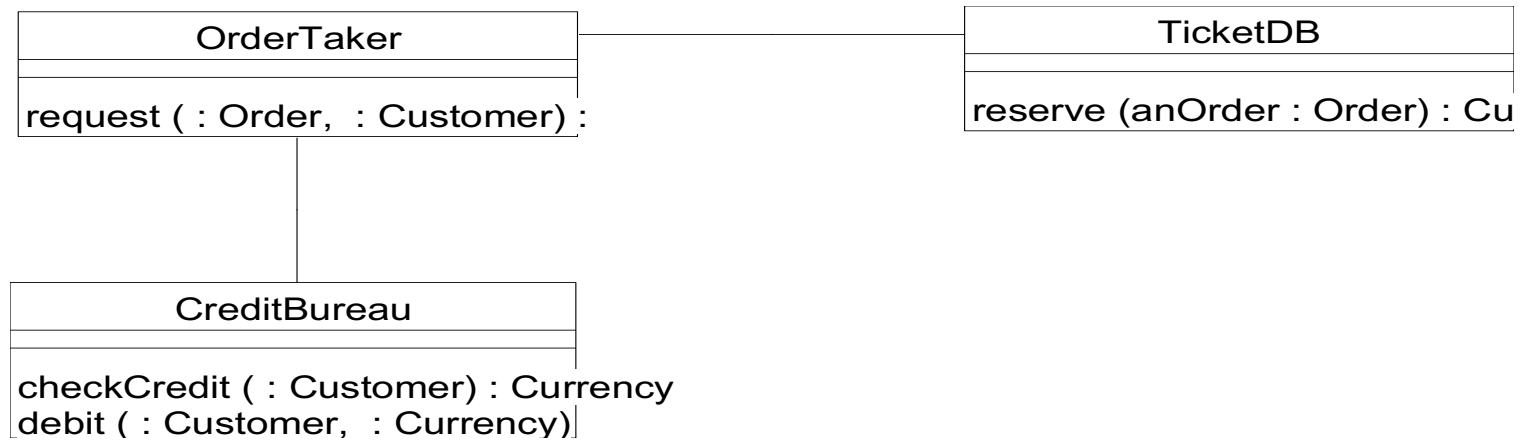 OrderTaker
request ( : Order, : Customer) :
TicketDB
reserve (anOrder : Order) : Cu
CreditBureau
checkCredit ( : Customer) : Currency
debit ( : Customer, : Currency)